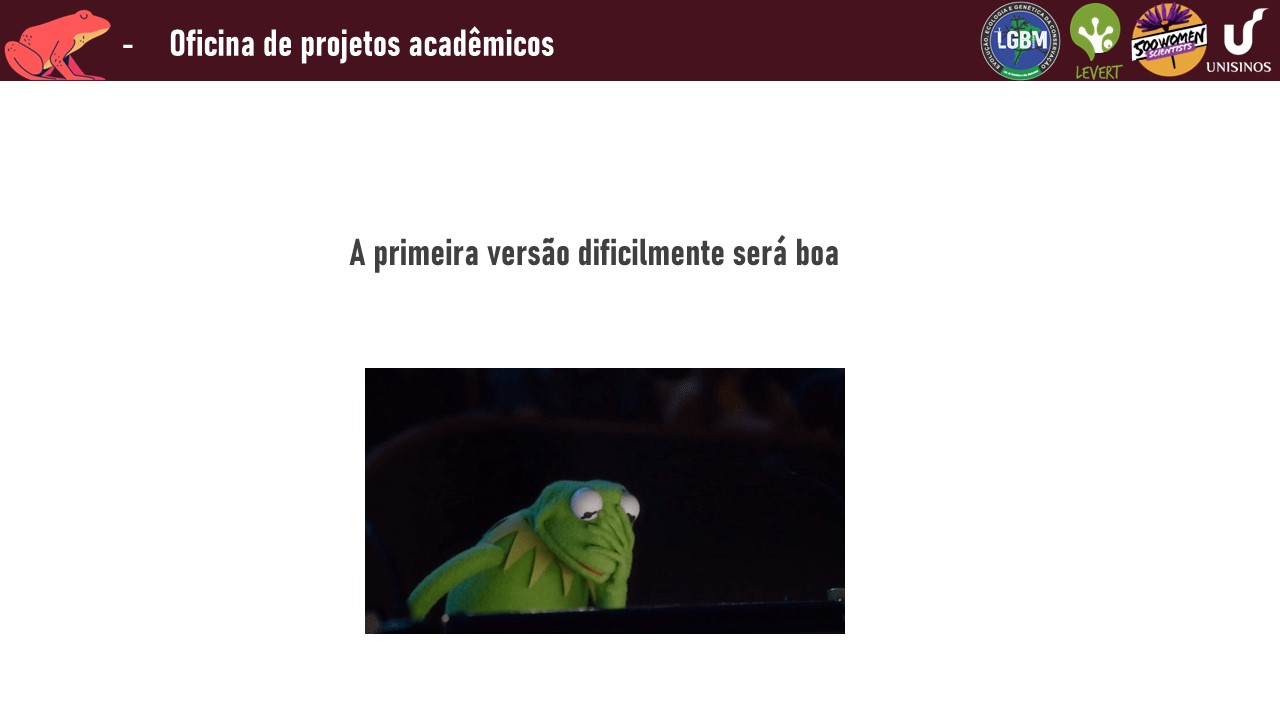 - Oficina de projetos acadêmicos
EVOLUÇÃO ECOLOGIA E GENÉTICA DA CONSERVAÇÃO
LGBM
LEVERT
500 WOMEN
SCIENTISTS
UNISINOS
A primeira versão dificilmente será boa